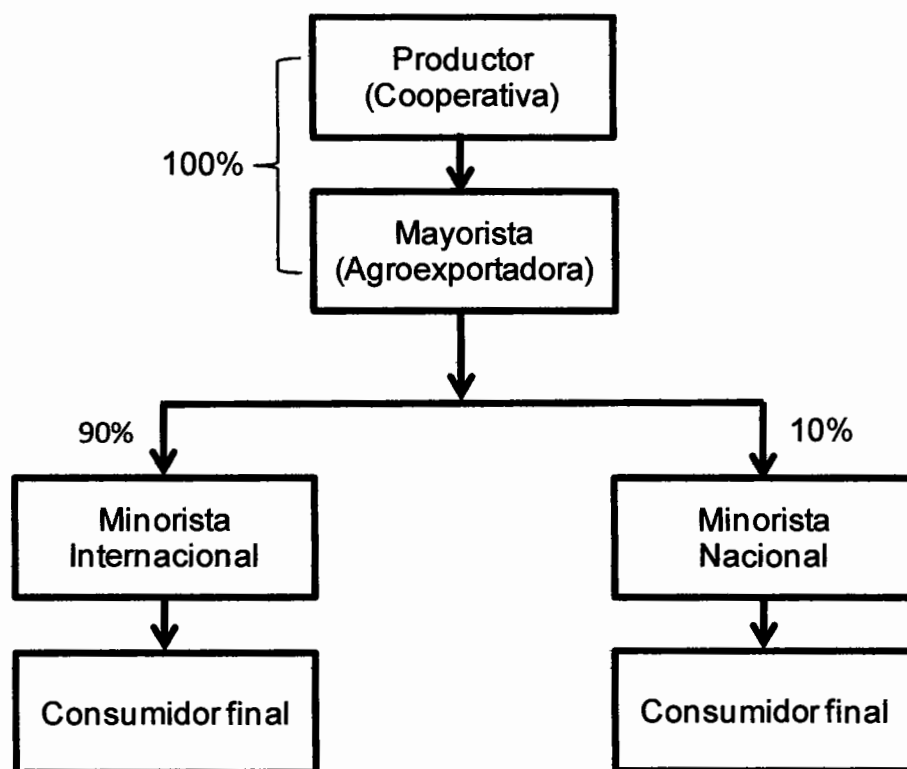 Productor
(Cooperativa)
100%
Mayorista
(Agroexportadora)
90%
10%
Minorista
Internacional
Minorista
Nacional
Consumidor final
Consumidor final